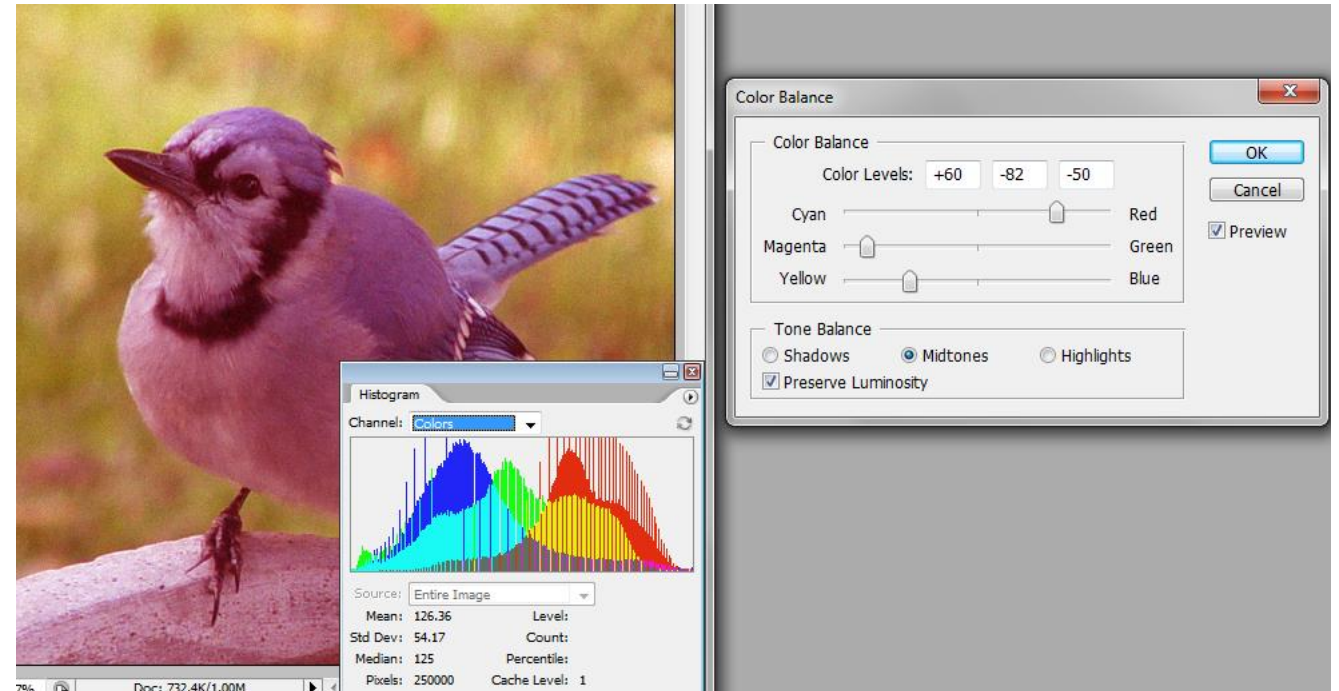 Color Balance
X
Color Balance
Color Levels: +60 -82 -50
Cyan Red
Magenta Green
Yellow Blue
OK
Cancel
Preview
Tone Balance
Shadows Midtones Highlights
Preserve Luminosity
Histogram
Channel: Colors
Source: Entire Image
Mean: 126.36 Level:
Std Dev: 54.17 Count:
Median: 125 Percentile:
Pixels: 250000 Cache Level: 1
Doc: 732.4K/1.00M